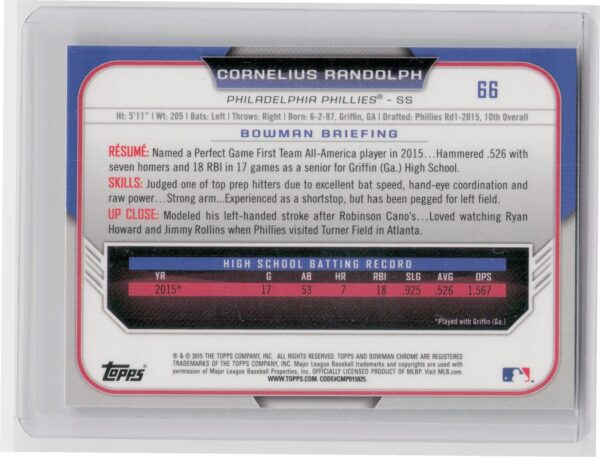 CORNELIUS RANDOLPH
66
PHILADELPHIA PHILLIES® - SS
Ht: 5'11" | Wt: 205 | Bats: Left | Throws: Right | Born: 6-2-97, Griffin, GA | Drafted: Phillies Rd1-2015, 10th Overall
BOWMAN BRIEFING
RÉSUMÉ: Named a Perfect Game First Team All-America player in 2015...Hammered .526 with
seven homers and 18 RBI in 17 games as a senior for Griffin (Ga.) High School.
SKILLS: Judged one of top prep hitters due to excellent bat speed, hand-eye coordination and
raw power...Strong arm...Experienced as a shortstop, but has been pegged for left field.
UP CLOSE: Modeled his left-handed stroke after Robinson Cano's...Loved watching Ryan
Howard and Jimmy Rollins when Phillies visited Turner Field in Atlanta.
HIGH SCHOOL BATTING RECORD
YR G AB HR RBI SLG AVG OPS
2015* 17 53 7 18 .925 .526 1.567
*Played with Griffin (Ga.)
® & © 2015 THE TOPPS COMPANY, INC. ALL RIGHTS RESERVED. TOPPS AND BOWMAN CHROME ARE REGISTERED
TRADEMARKS OF THE TOPPS COMPANY, INC. Major League Baseball trademarks and copyrights are used with permission of
Major League Baseball Properties, Inc. OFFICIALLY LICENSED PRODUCT OF MLBP. Visit MLB.com.
WWW.TOPPS.COM. CODE#CMP015825.
TOPPS